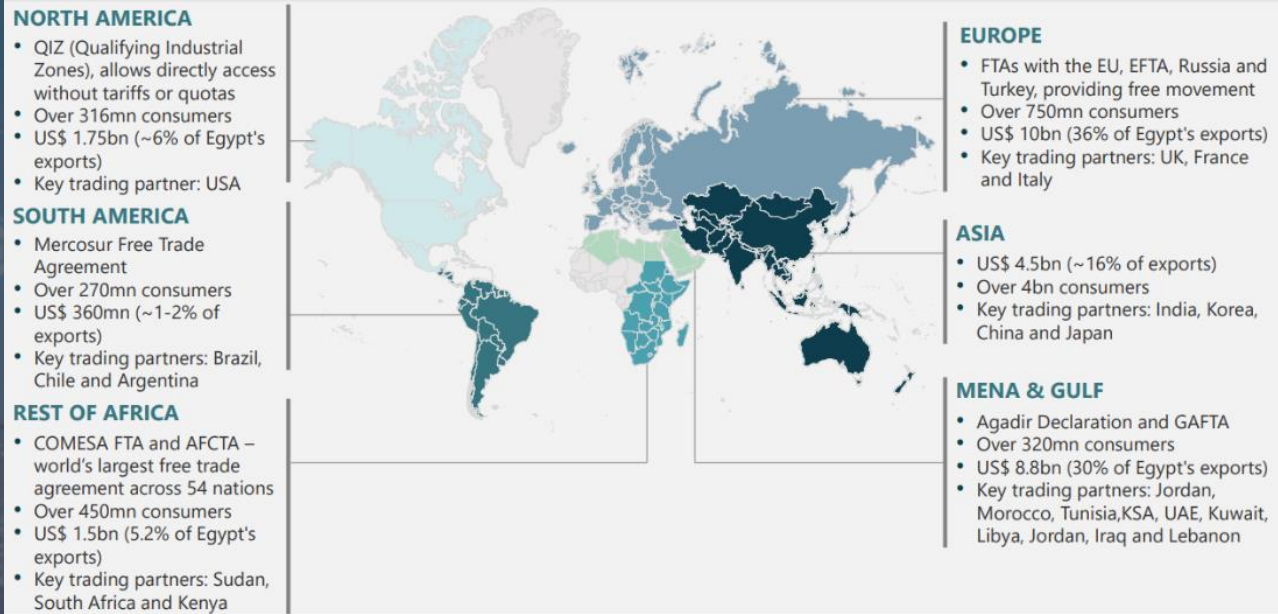 NORTH AMERICA
• QIZ (Qualifying Industrial
Zones), allows directly access
without tariffs or quotas
• Over 316mn consumers
• US$ 1.75bn (~6% of Egypt's
exports)
• Key trading partner: USA
SOUTH AMERICA
• Mercosur Free Trade
Agreement
• Over 270mn consumers
• US$ 360mn (~1-2% of
exports)
• Key trading partners: Brazil,
Chile and Argentina
REST OF AFRICA
• COMESA FTA and AFCTA –
world's largest free trade
agreement across 54 nations
• Over 450mn consumers
• US$ 1.5bn (5.2% of Egypt's
exports)
• Key trading partners: Sudan,
South Africa and Kenya
EUROPE
• FTAs with the EU, EFTA, Russia and
Turkey, providing free movement
• Over 750mn consumers
• US$ 10bn (36% of Egypt's exports)
• Key trading partners: UK, France
and Italy
ASIA
• US$ 4.5bn (~16% of exports)
• Over 4bn consumers
• Key trading partners: India, Korea,
China and Japan
MENA & GULF
• Agadir Declaration and GAFTA
• Over 320mn consumers
• US$ 8.8bn (30% of Egypt's exports)
• Key trading partners: Jordan,
Morocco, Tunisia,KSA, UAE, Kuwait,
Libya, Jordan, Iraq and Lebanon